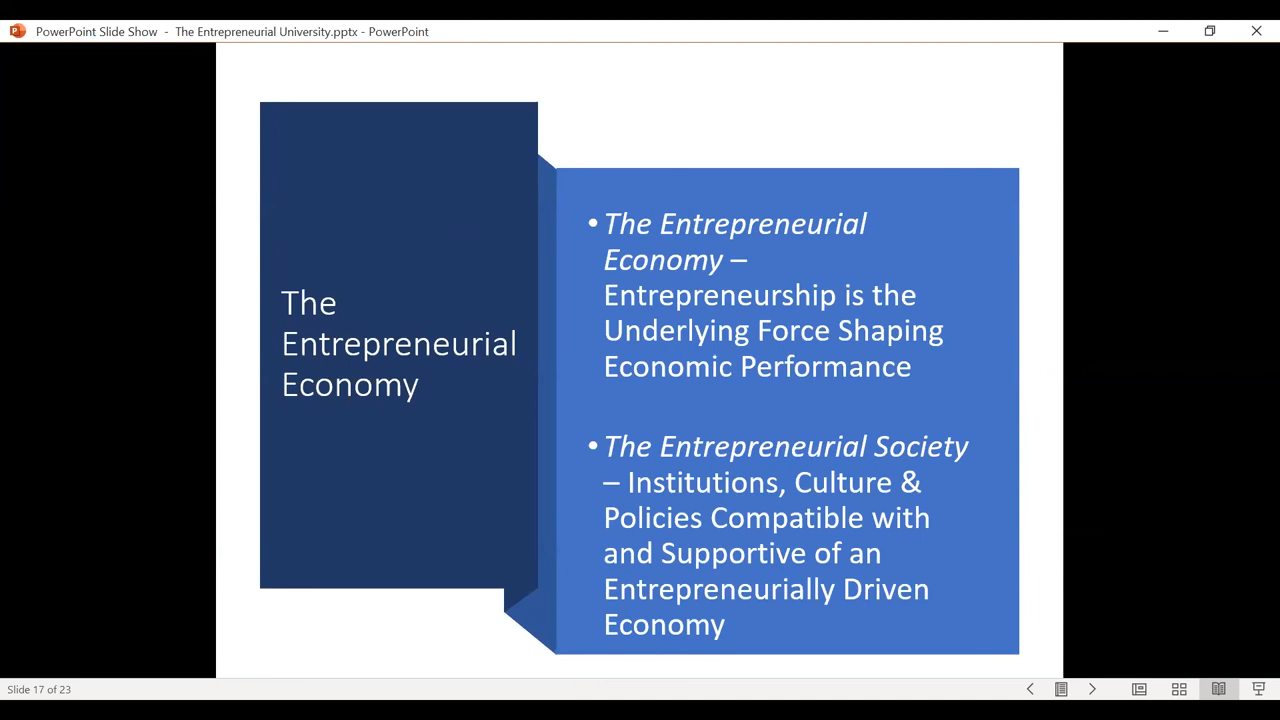 PowerPoint Slide Show - The Entrepreneurial University.pptx - PowerPoint
The
Entrepreneurial
Economy
• The Entrepreneurial
Economy –
Entrepreneurship is the
Underlying Force Shaping
Economic Performance
• The Entrepreneurial Society
– Institutions, Culture &
Policies Compatible with
and Supportive of an
Entrepreneurially Driven
Economy
Slide 17 of 23